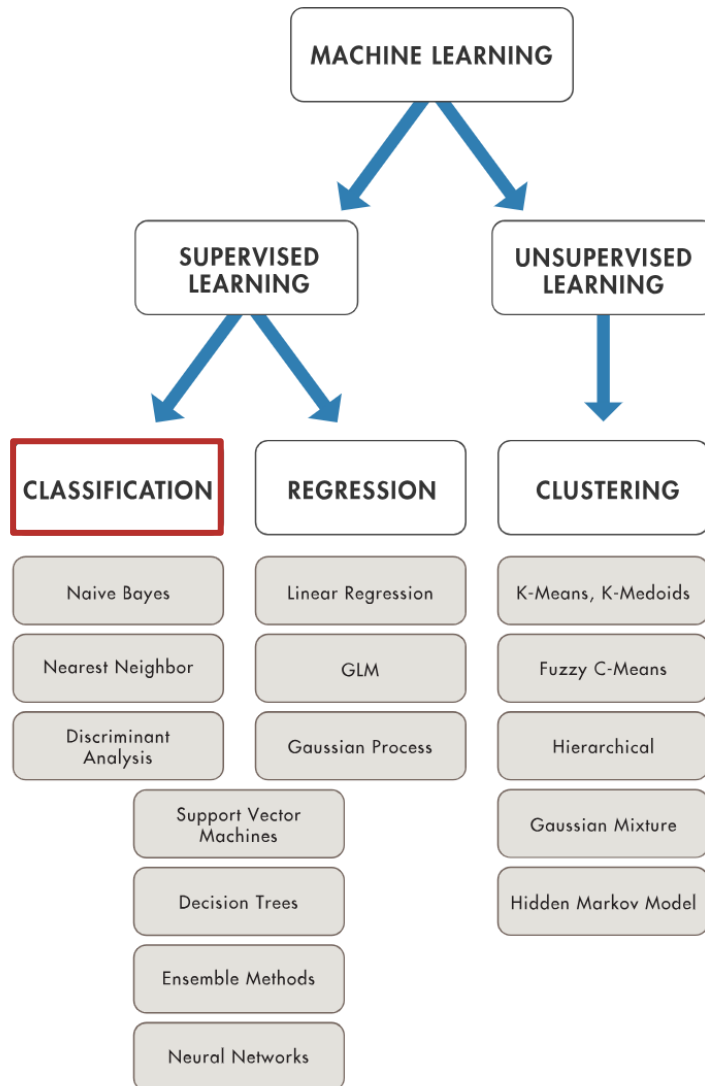 MACHINE LEARNING
SUPERVISED
LEARNING
UNSUPERVISED
LEARNING
CLASSIFICATION
REGRESSION
CLUSTERING
Naive Bayes
Linear Regression
K-Means, K-Medoids
Nearest Neighbor
GLM
Fuzzy C-Means
Discriminant
Analysis
Gaussian Process
Hierarchical
Support Vector
Machines
Gaussian Mixture
Decision Trees
Hidden Markov Model
Ensemble Methods
Neural Networks